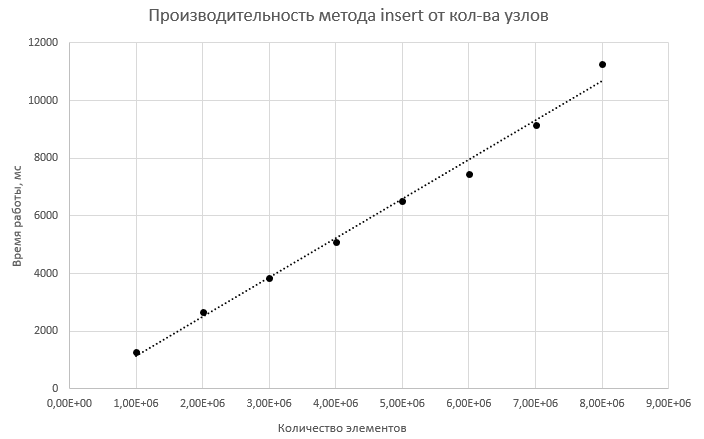 Производительность метода insert от кол-ва узлов
12000
10000
8000
6000
4000
2000
0
Время работы, мс
0,00E+00 1,00E+06 2,00E+06 3,00E+06 4,00E+06 5,00E+06 6,00E+06 7,00E+06 8,00E+06 9,00E+06
Количество элементов